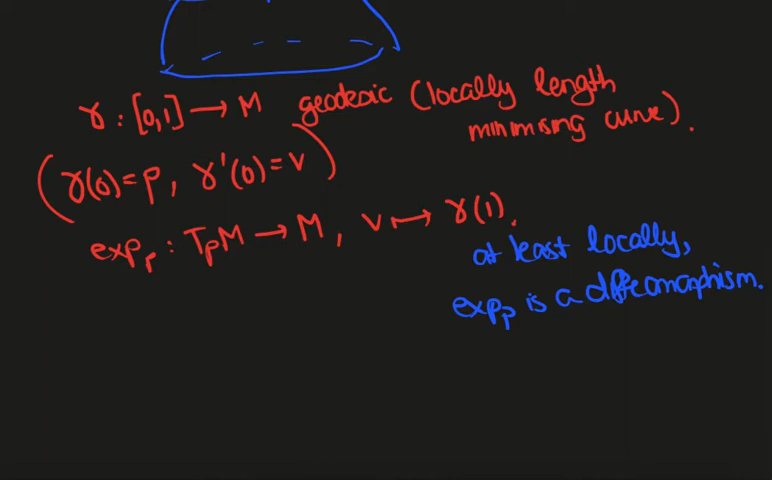 γ : [0,1] → M geodesic (locally length
minimising curve).
(γ(0) = p, γ'(0) = v)
exp_p : T_pM → M, v ↦ γ(1).
at least locally,
exp_p is a diffeomorphism.